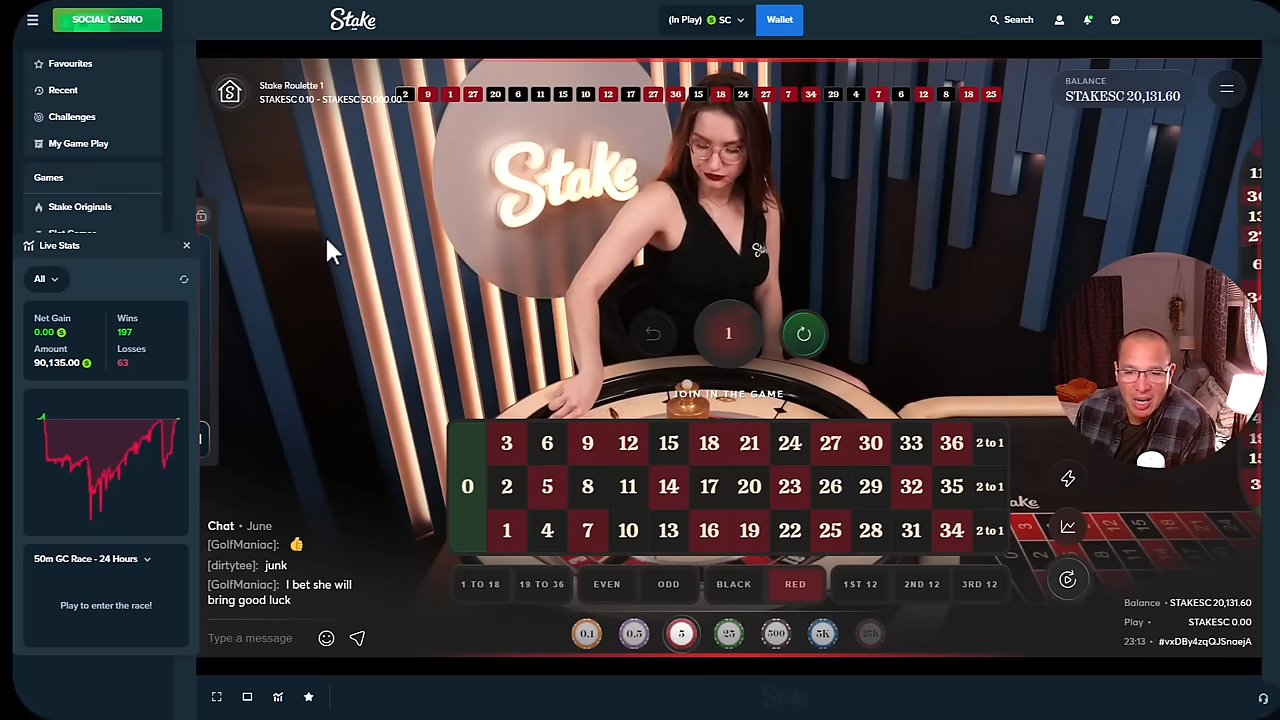 SOCIAL CASINO
Stake
(In Play) SC
Wallet
Search
Favourites
Recent
Challenges
My Game Play
Games
Stake Originals
Live Stats
All
Net Gain
Wins
0.00
197
Amount
Losses
90,135.00
63
50m GC Race - 24 Hours
Play to enter the race!
Stake Roulette 1
STAKESC 0.10 - STAKESC 50,000.00
2 9 1 27 20 6 11 15 10 12 17 27 36 15 18 24 27 7 34 29 4 7 6 12 8 18 25
BALANCE
STAKESC 20,131.60
Stake
1
JOIN IN THE GAME
3 6 9 12 15 18 21 24 27 30 33 36 2 to 1
0 2 5 8 11 14 17 20 23 26 29 32 35 2 to 1
1 4 7 10 13 16 19 22 25 28 31 34 2 to 1
1 TO 18 19 TO 36 EVEN ODD BLACK RED 1ST 12 2ND 12 3RD 12
0.1 0.5 5 25 500 5K 25K
Chat • June
[GolfManiac]: 👍
[dirtytee]: junk
[GolfManiac]: I bet she will
bring good luck
Type a message
Balance • STAKESC 20,131.60
Play • STAKESC 0.00
23:13 • #vxDBy4zqQJSnaejA